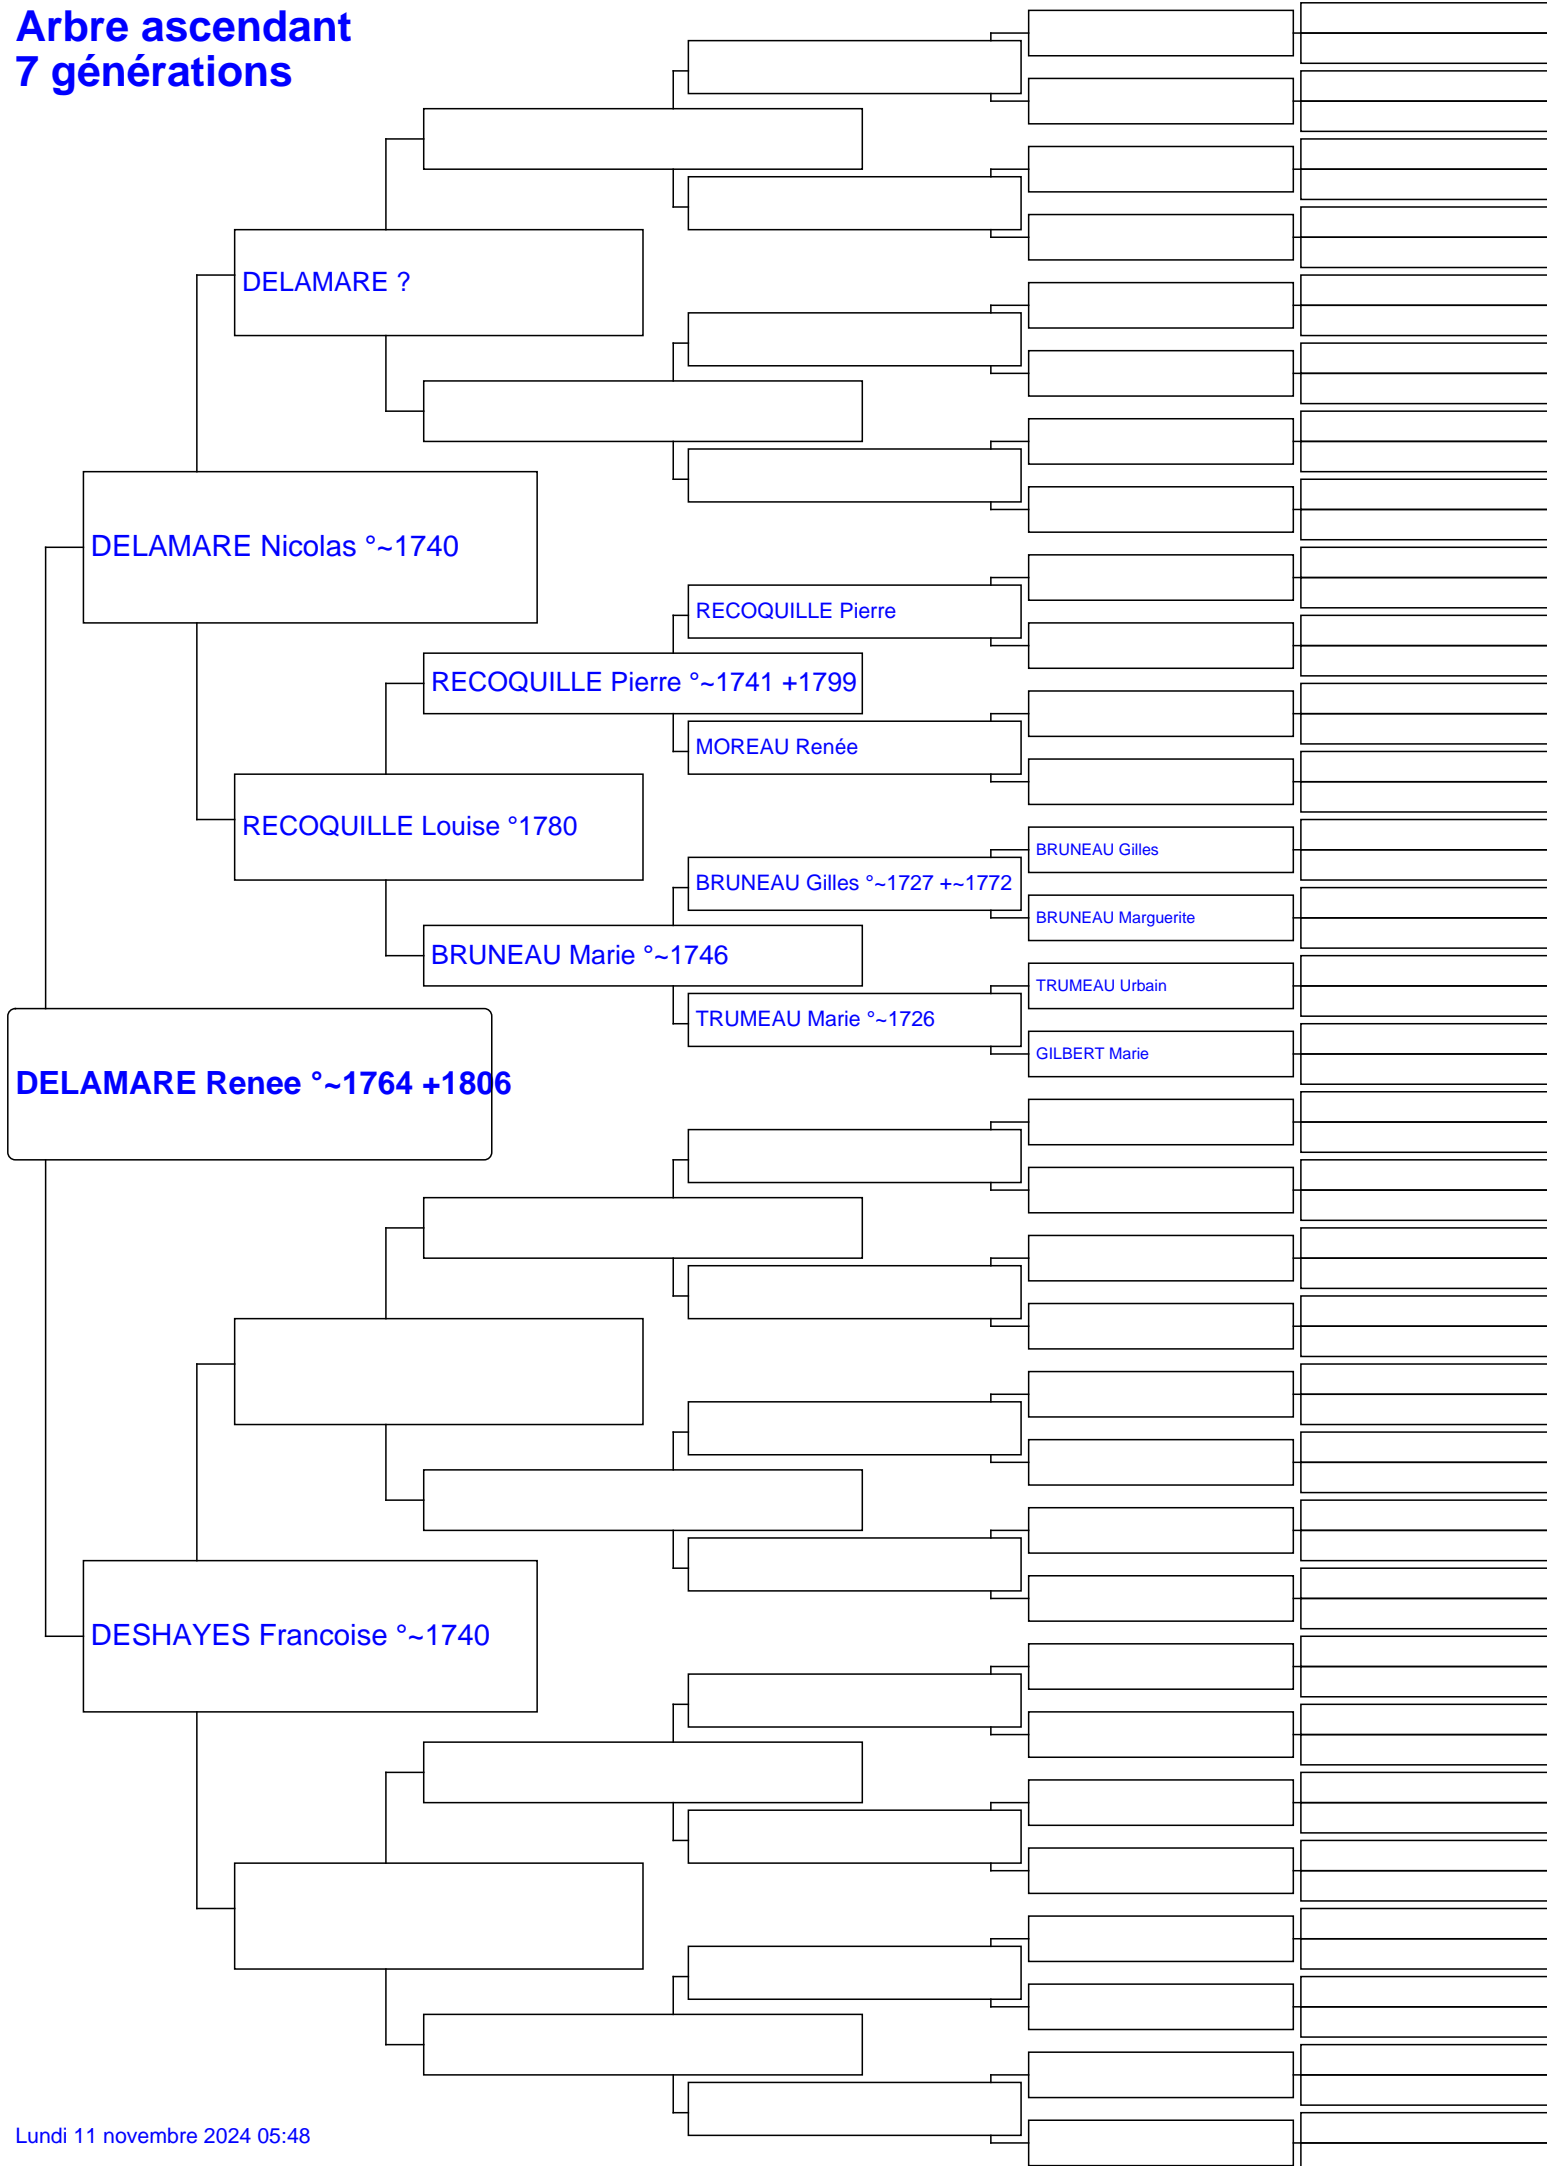 Arbre ascendant
7 générations
DELAMARE ?
DELAMARE Nicolas °~1740
RECOQUILLE Pierre
RECOQUILLE Pierre °~1741 +1799
MOREAU Renée
RECOQUILLE Louise °1780
BRUNEAU Gilles
BRUNEAU Gilles °~1727 +~1772
BRUNEAU Marguerite
BRUNEAU Marie °~1746
TRUMEAU Urbain
TRUMEAU Marie °~1726
GILBERT Marie
DELAMARE Renee °~1764 +1806
DESHAYES Francoise °~1740
Lundi 11 novembre 2024 05:48